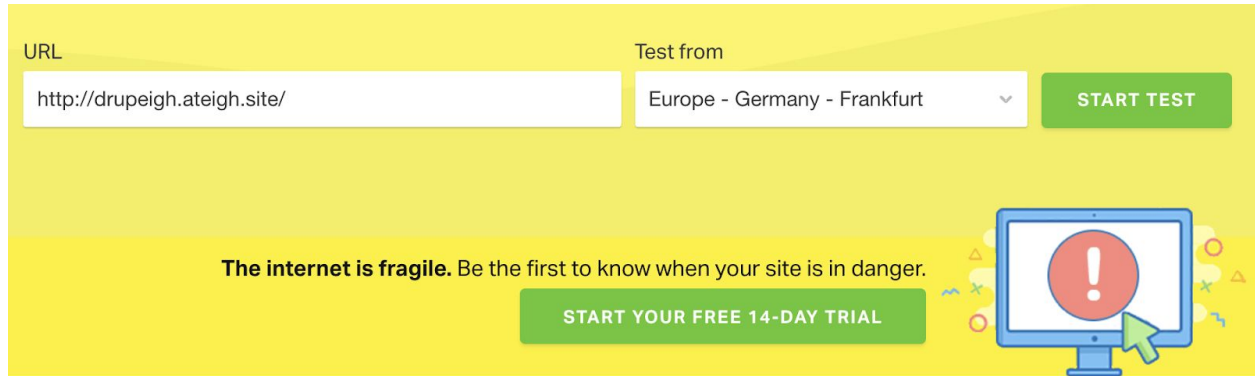 URL
Test from
http://drupeigh.ateigh.site/
Europe - Germany - Frankfurt
START TEST
The internet is fragile. Be the first to know when your site is in danger.
START YOUR FREE 14-DAY TRIAL